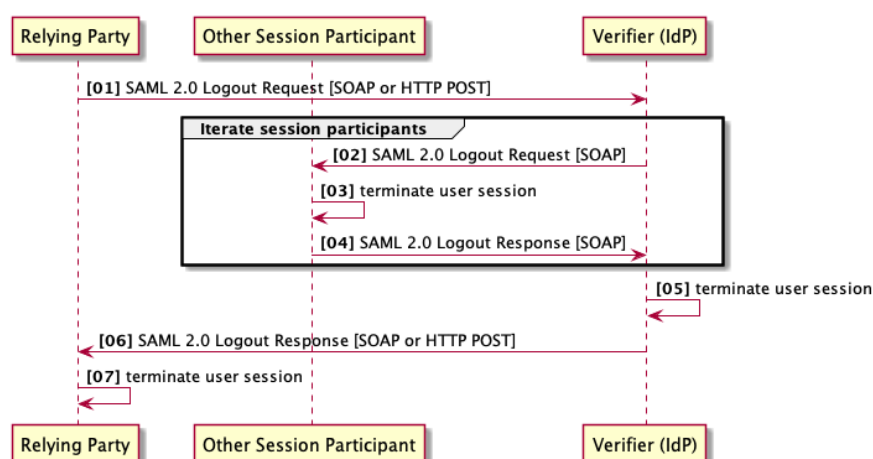 Relying Party Other Session Participant Verifier (IdP)
[01] SAML 2.0 Logout Request [SOAP or HTTP POST]
Iterate session participants
[02] SAML 2.0 Logout Request [SOAP]
[03] terminate user session
[04] SAML 2.0 Logout Response [SOAP]
[05] terminate user session
[06] SAML 2.0 Logout Response [SOAP or HTTP POST]
[07] terminate user session
Relying Party Other Session Participant Verifier (IdP)